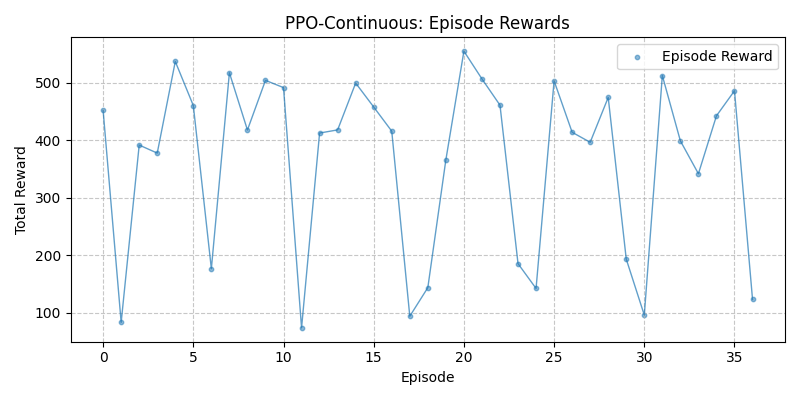 PPO-Continuous: Episode Rewards
Episode Reward
Total Reward
500
400
300
200
100
0 5 10 15 20 25 30 35
Episode